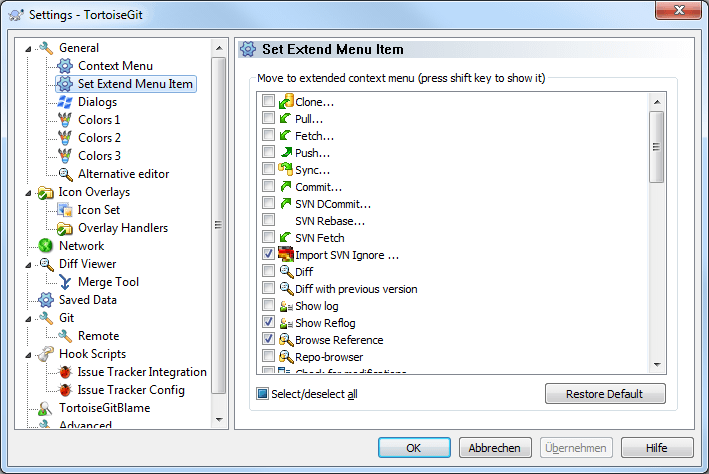 Settings - TortoiseGit
General
Context Menu
Set Extend Menu Item
Dialogs
Colors 1
Colors 2
Colors 3
Alternative editor
Icon Overlays
Icon Set
Overlay Handlers
Network
Diff Viewer
Merge Tool
Saved Data
Git
Remote
Hook Scripts
Issue Tracker Integration
Issue Tracker Config
TortoiseGitBlame
Advanced
Set Extend Menu Item
Move to extended context menu (press shift key to show it)
Clone...
Pull...
Fetch...
Push...
Sync...
Commit...
SVN DCommit...
SVN Rebase...
SVN Fetch
Import SVN Ignore ...
Diff
Diff with previous version
Show log
Show Reflog
Browse Reference
Repo-browser
Check for modifications
Select/deselect all
Restore Default
OK
Abbrechen
Übernehmen
Hilfe